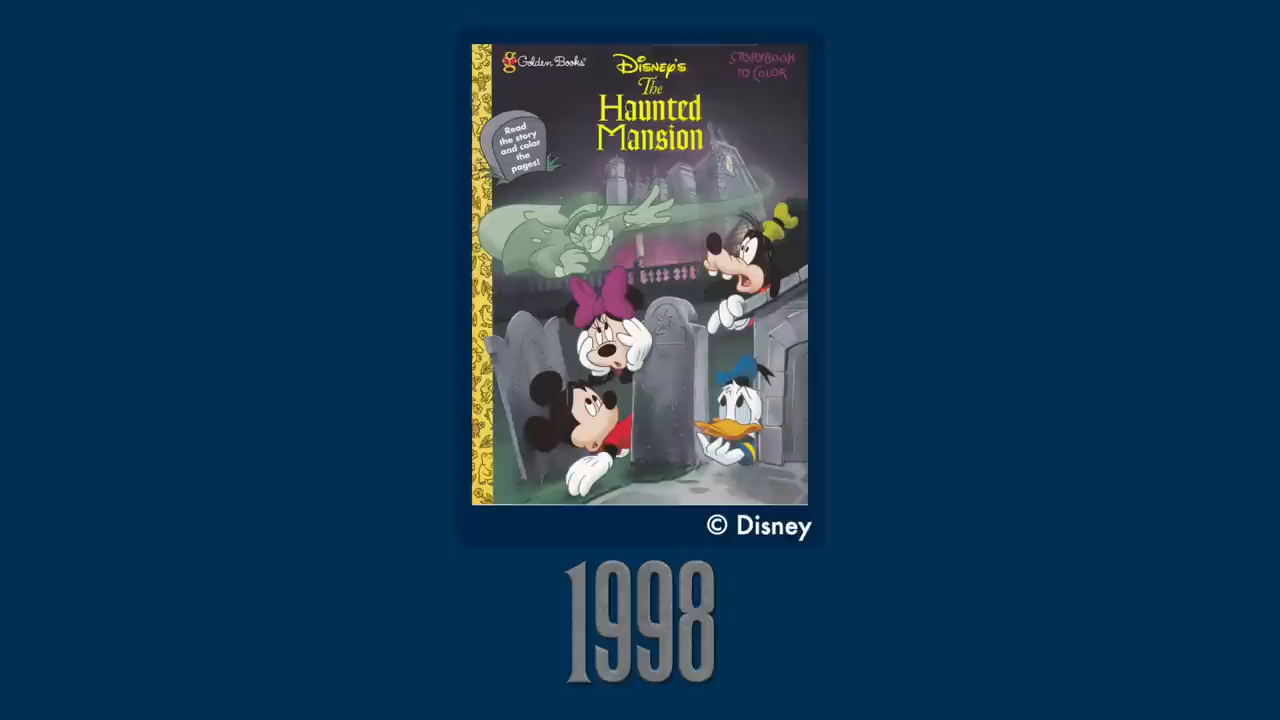 Golden Books®
DISNEY'S
The
Haunted
Mansion
STORYBOOK
TO COLOR
Read
the story
and color
the
pages!
© Disney
1998